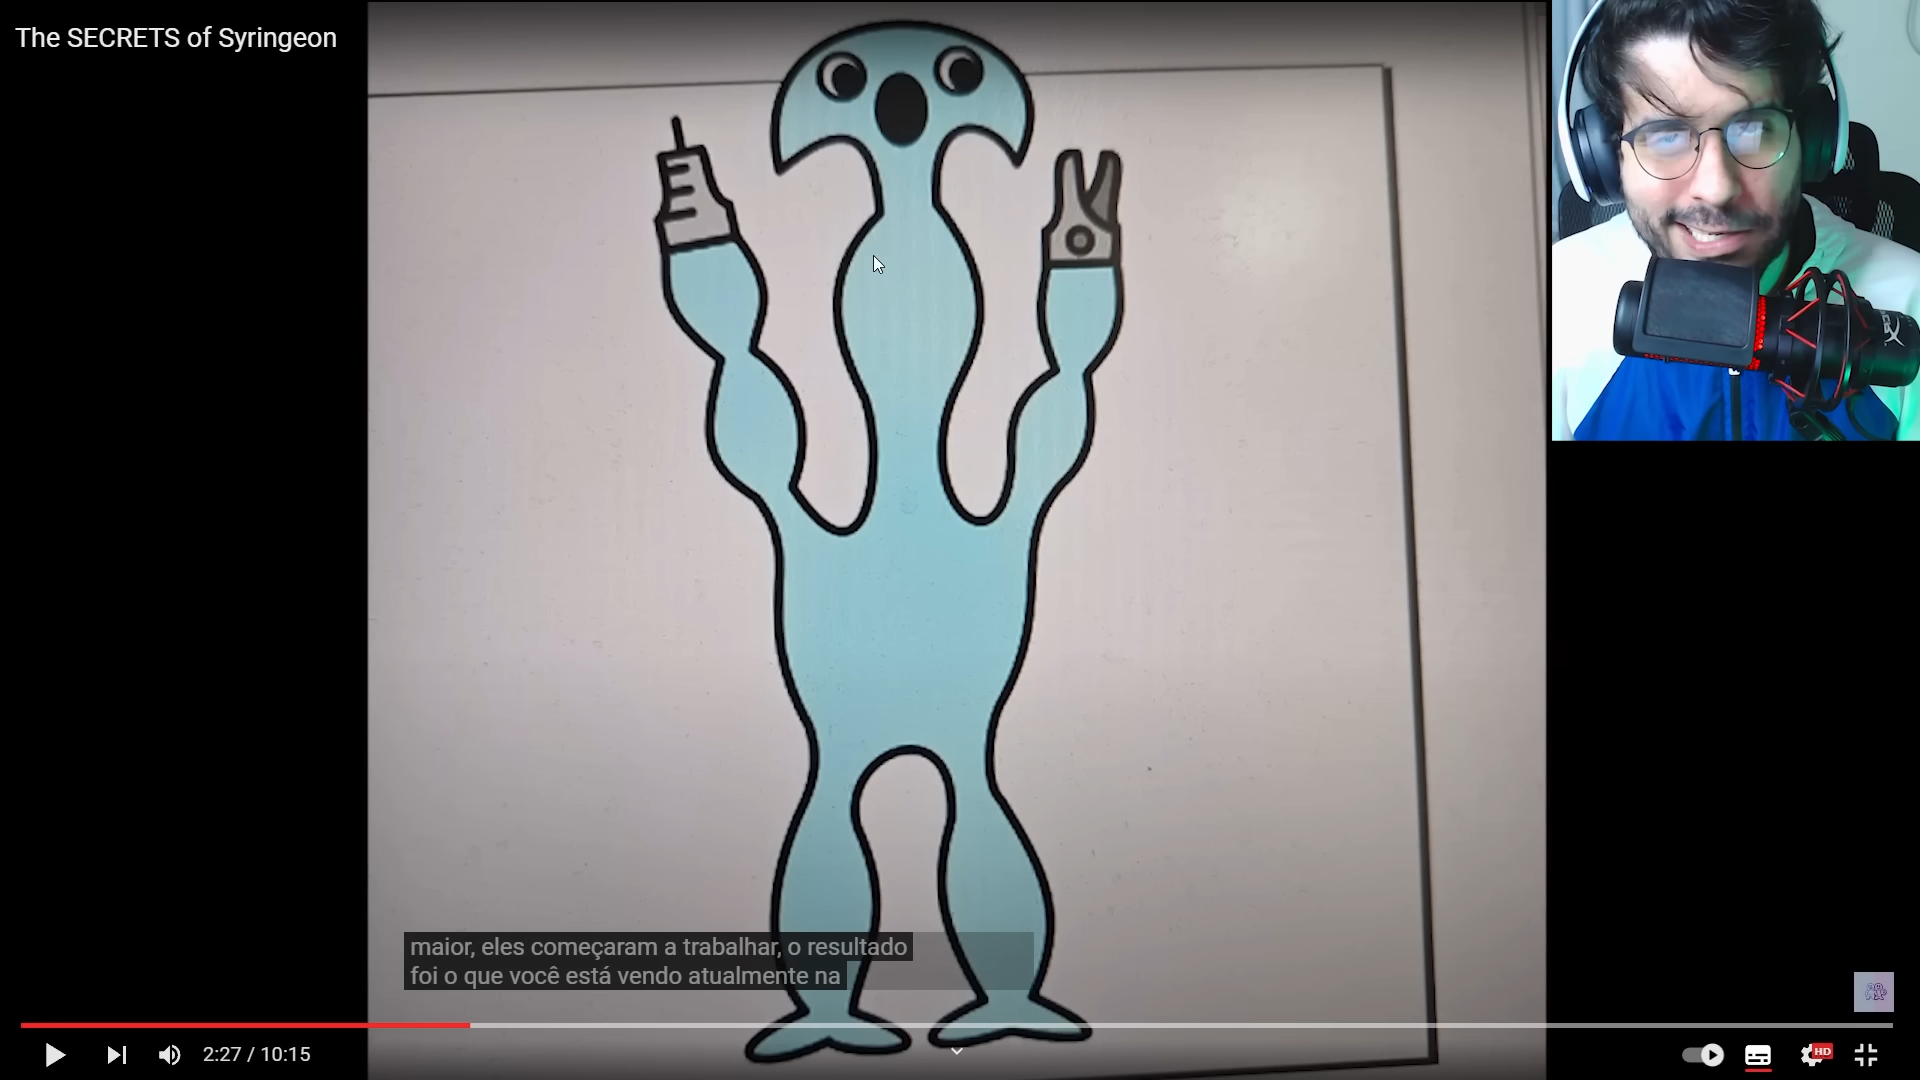 The SECRETS of Syringeon
maior, eles começaram a trabalhar, o resultado
foi o que você está vendo atualmente na
2:27 / 10:15
HD